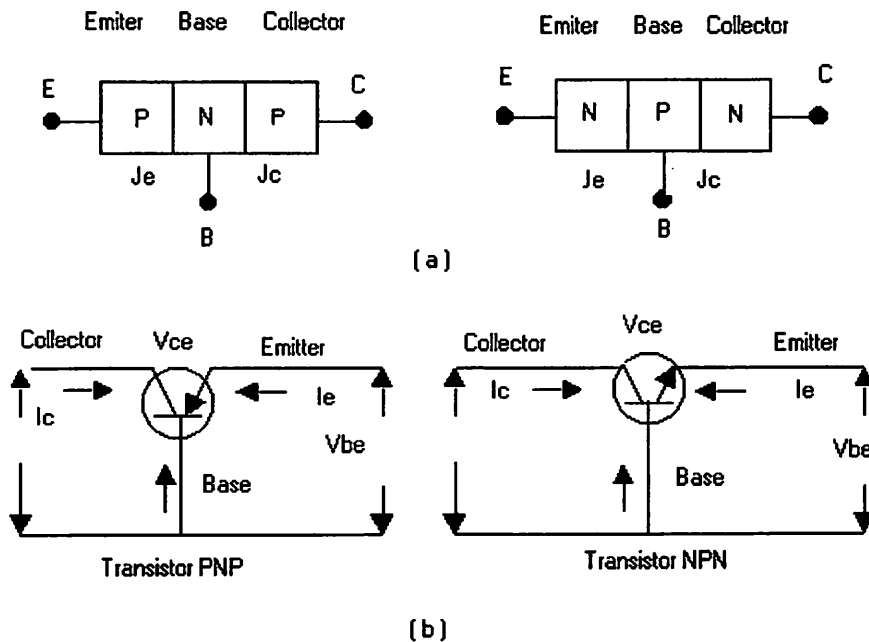 Emiter Base Collector
E C
P N P
Je Jc
B
Emiter Base Collector
E C
N P N
Je Jc
B
(a)
Collector Vce Emitter
Ic Ie
Vbe
Base
Transistor PNP
Collector Vce Emitter
Ic Ie
Vbe
Base
Transistor NPN
(b)